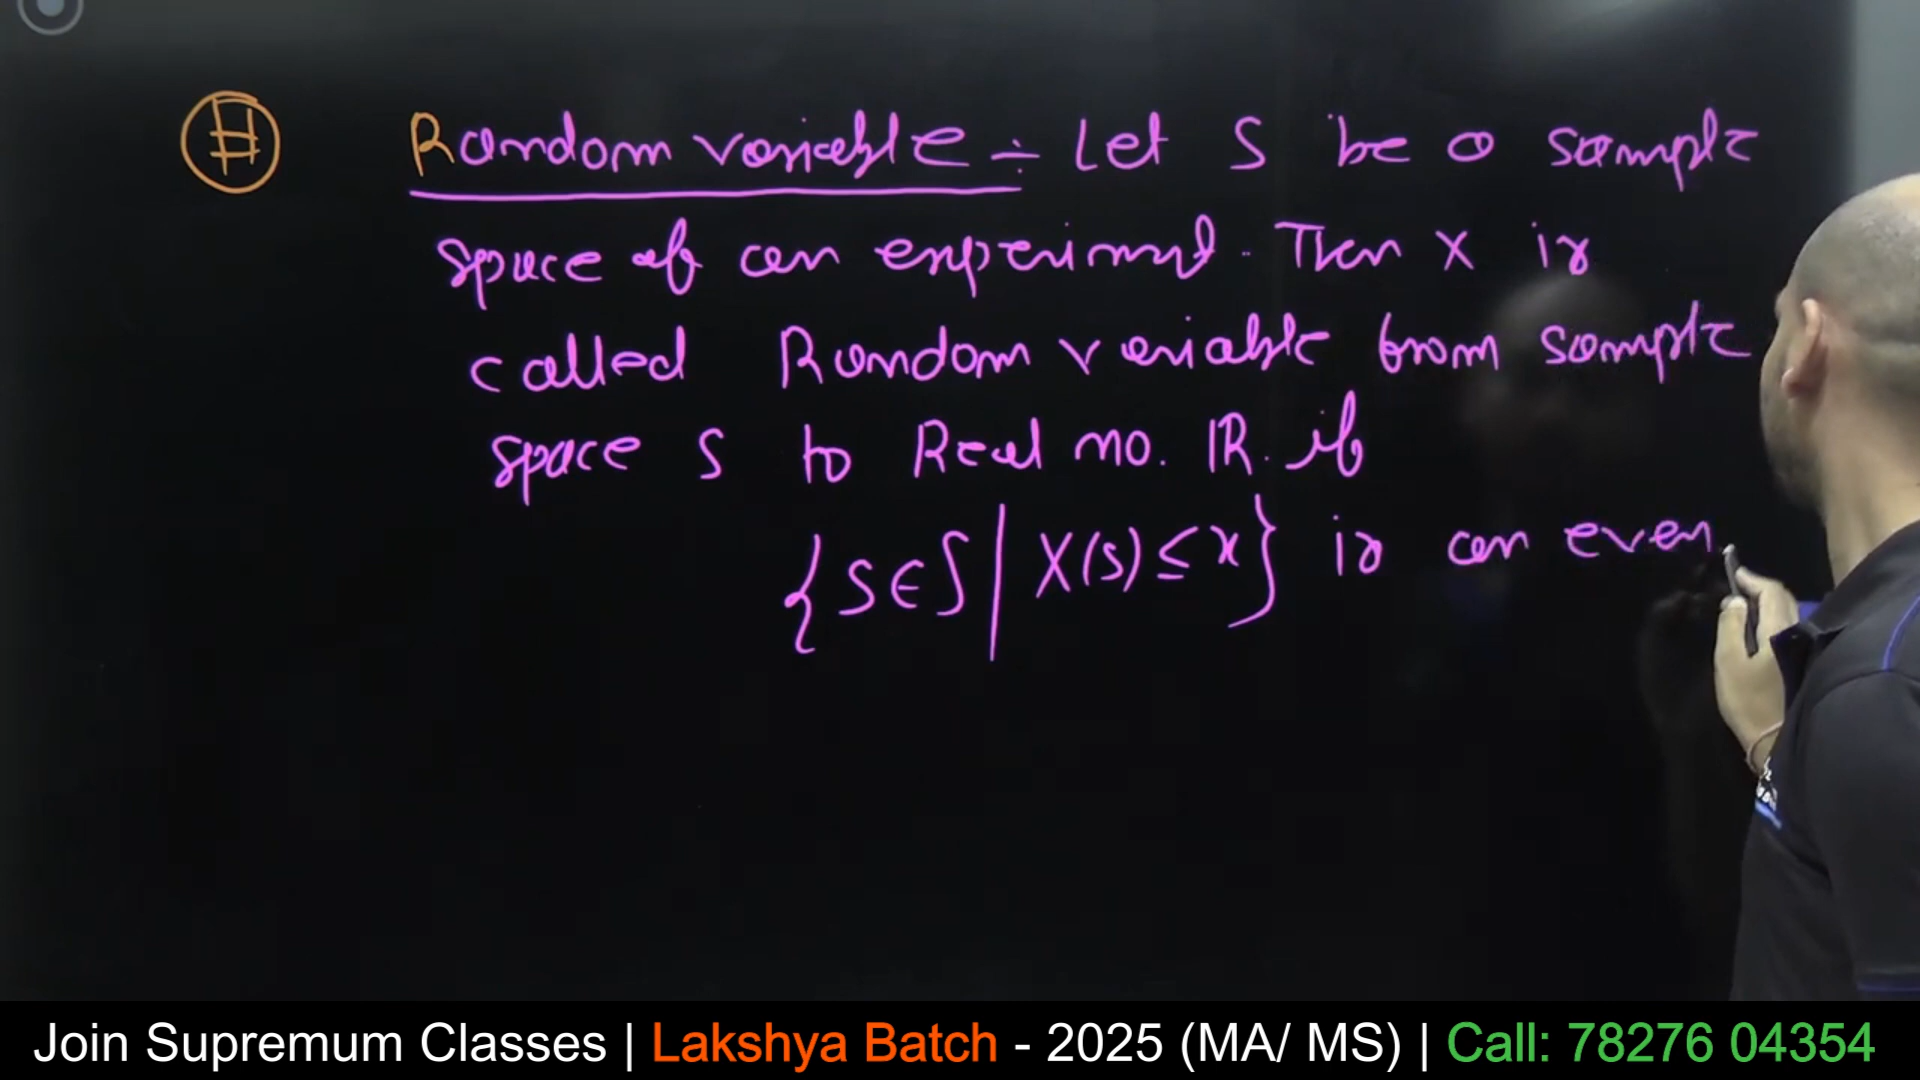 # Random variable ÷ Let S be a sample
space of an experiment. Then X is
called Random variable from sample
space S to Real no. IR. if
{S∈S | X(s) ≤ x} is an even
Join Supremum Classes | Lakshya Batch - 2025 (MA/ MS) | Call: 78276 04354